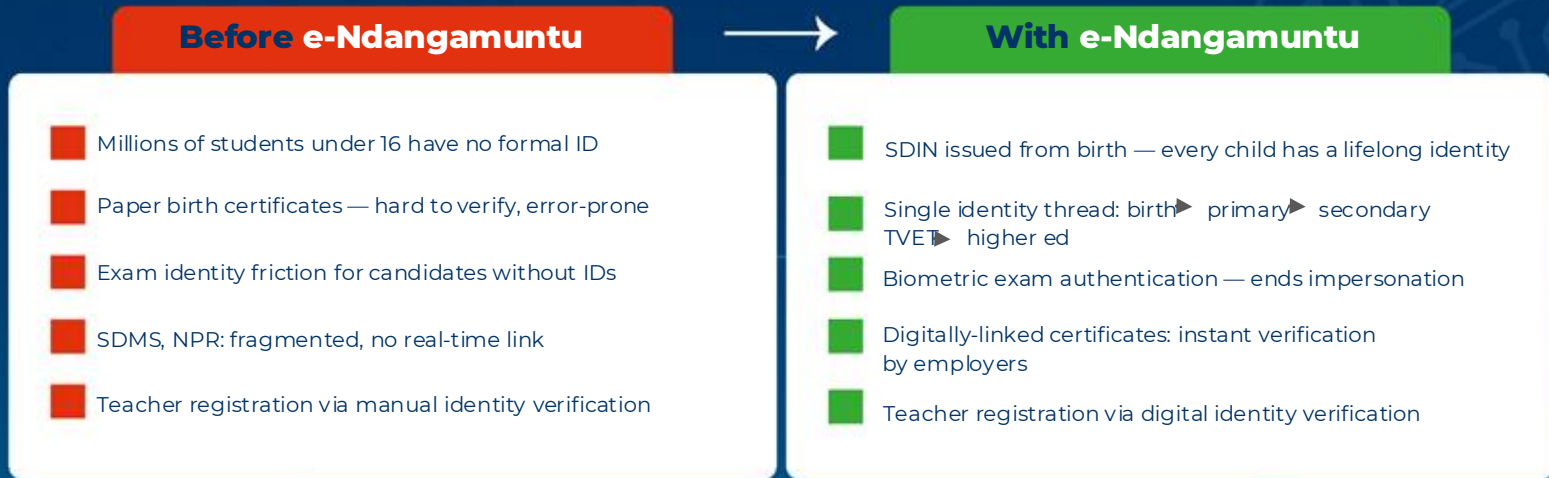 Before e-Ndangamuntu
Millions of students under 16 have no formal ID
Paper birth certificates — hard to verify, error-prone
Exam identity friction for candidates without IDs
SDMS, NPR: fragmented, no real-time link
Teacher registration via manual identity verification
With e-Ndangamuntu
SDIN issued from birth — every child has a lifelong identity
Single identity thread: birth▶ primary▶ secondary
TVET▶ higher ed
Biometric exam authentication — ends impersonation
Digitally-linked certificates: instant verification
by employers
Teacher registration via digital identity verification